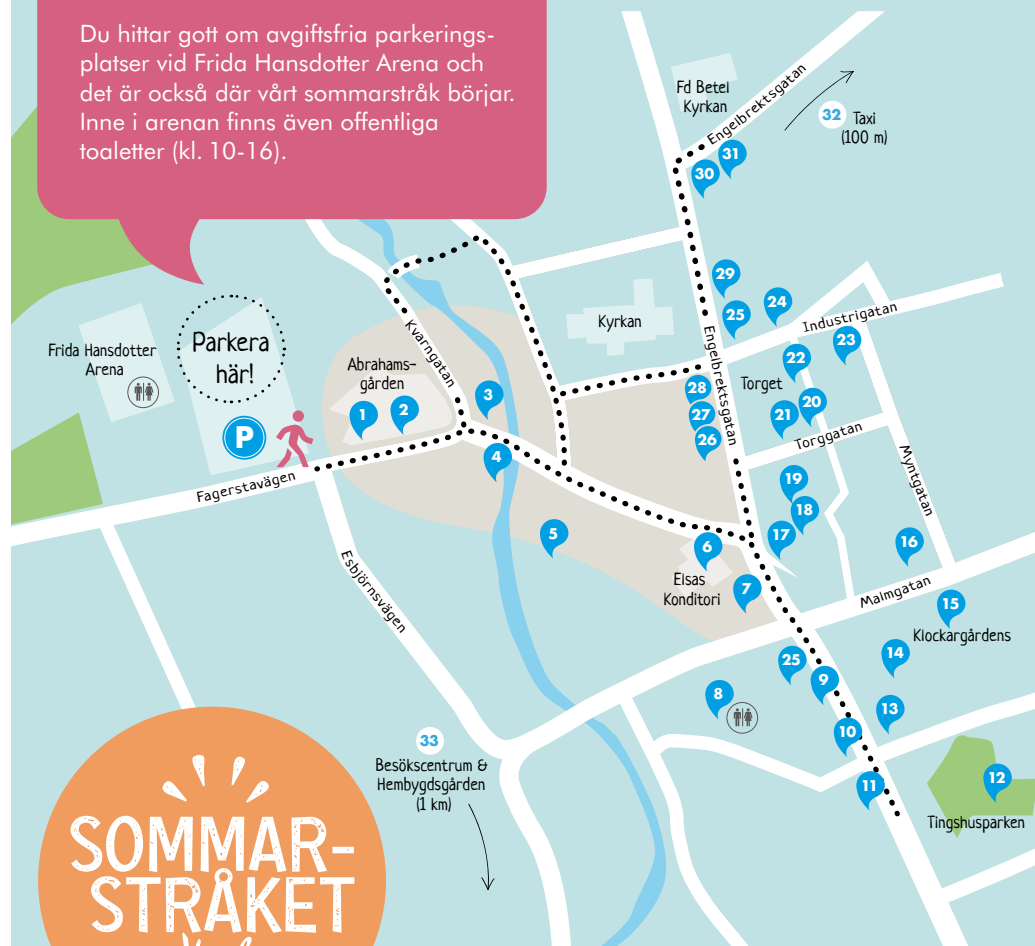 Du hittar gott om avgiftsfria parkerings-
platser vid Frida Hansdotter Arena och
det är också där vårt sommarstråk börjar.
Inne i arenan finns även offentliga
toaletter (kl. 10-16).
Fd Betel
Kyrkan
Engelbrektsgatan
32 Taxi
(100 m)
31
30
29
25
24
Industrigatan
23
22
Torget
21
20
Torggatan
Myntgatan
Kyrkan
Engelbrektsgatan
28
27
26
Frida Hansdotter
Arena
Parkera
här!
P
Kvarngatan
Abrahams-
gården
1
2
3
4
Fagerstavägen
Esbjörnsvägen
5
6
Elsas
Konditori
7
19
18
17
16
Malmgatan
15
Klockargårdens
14
13
25
9
8
10
11
12
Tingshusparken
33
Besökscentrum &
Hembygdsgården
(1 km)
SOMMAR-
STRÅKET